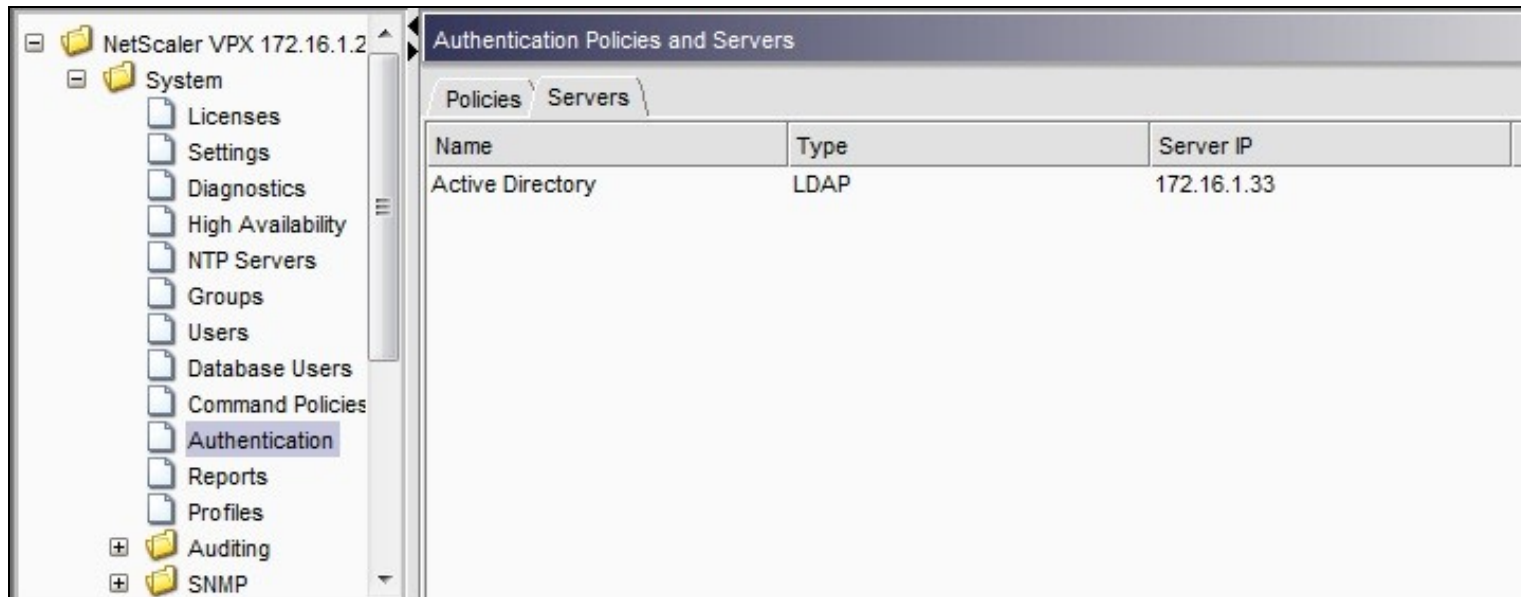 NetScaler VPX 172.16.1.2
System
Licenses
Settings
Diagnostics
High Availability
NTP Servers
Groups
Users
Database Users
Command Policies
Authentication
Reports
Profiles
Auditing
SNMP
Authentication Policies and Servers
Policies Servers
Name Type Server IP
Active Directory LDAP 172.16.1.33